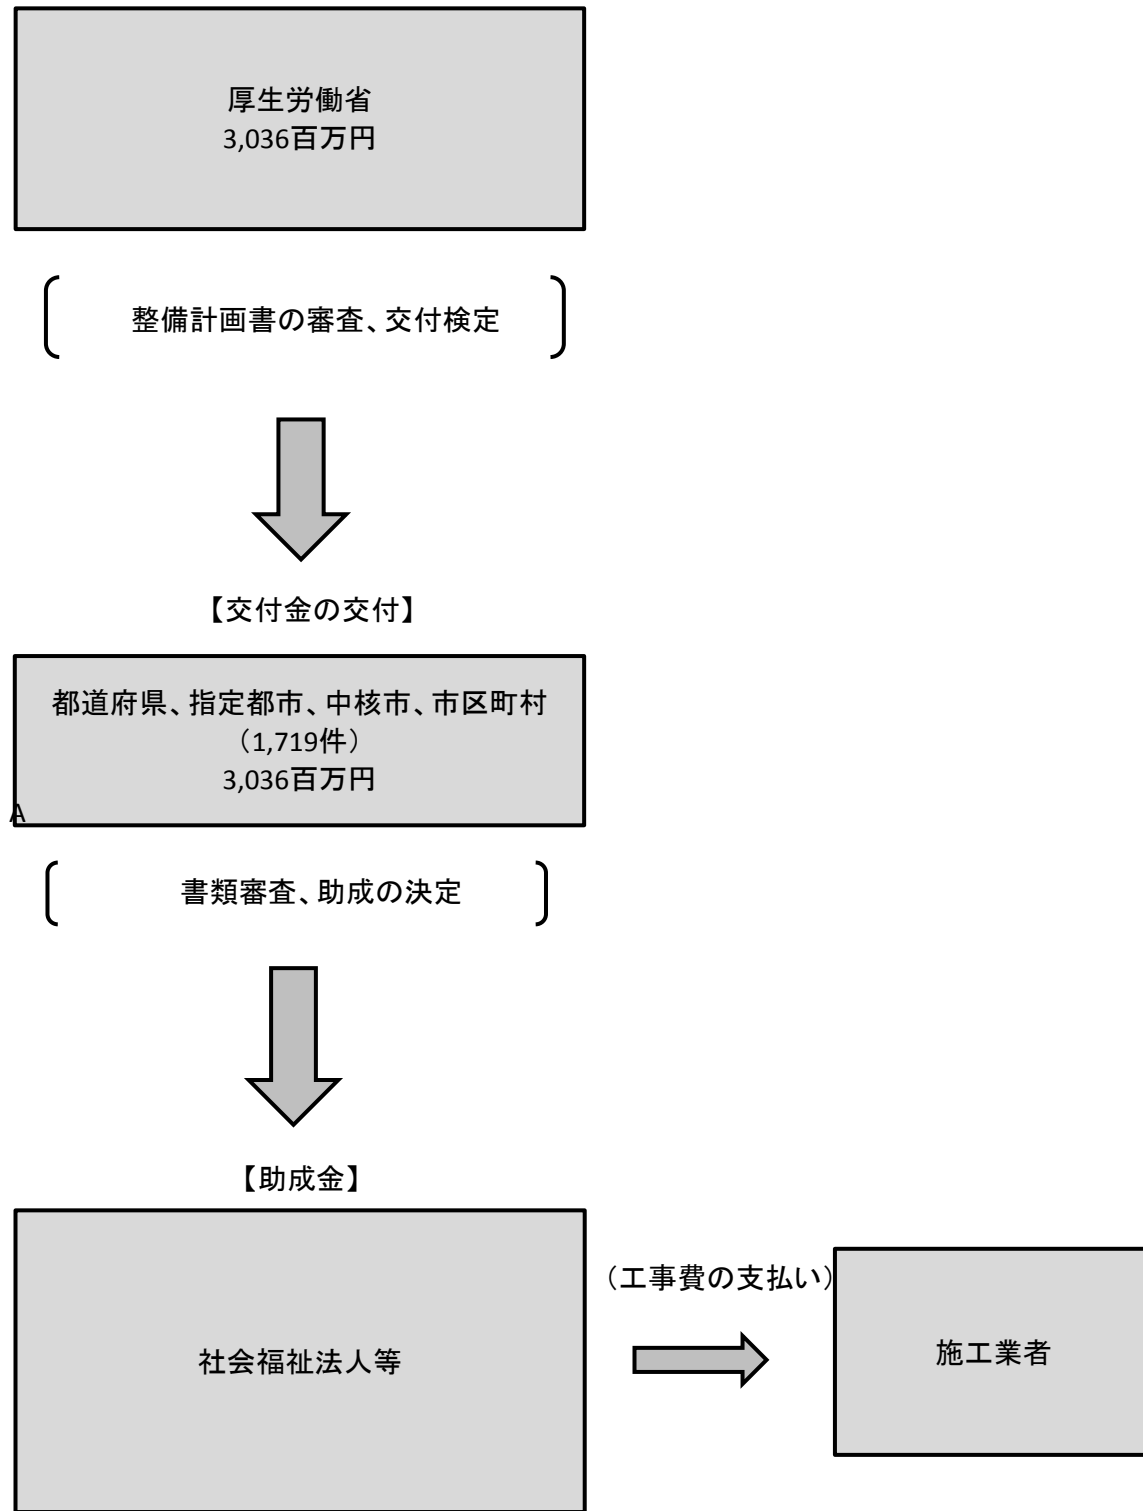 厚生労働省
3,036百万円
整備計画書の審査、交付検定
【交付金の交付】
都道府県、指定都市、中核市、市区町村
（1,719件）
3,036百万円
A
書類審査、助成の決定
【助成金】
社会福祉法人等
（工事費の支払い）
施工業者